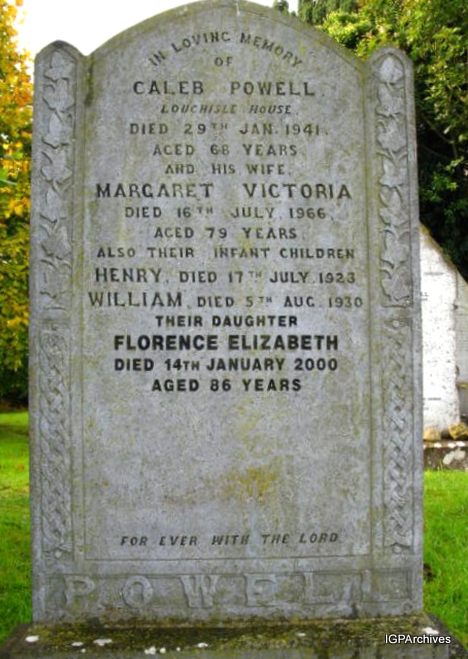 IN LOVING MEMORY
OF
CALEB POWELL
LOUGHISLE HOUSE.
DIED 29TH JAN. 1941.
AGED 68 YEARS.
AND HIS WIFE,
MARGARET VICTORIA
DIED 16TH JULY, 1966,
AGED 79 YEARS.
ALSO THEIR INFANT CHILDREN
HENRY, DIED 17TH JULY, 1923
WILLIAM, DIED 5TH AUG. 1930
THEIR DAUGHTER
FLORENCE ELIZABETH
DIED 14TH JANUARY 2000
AGED 86 YEARS
FOR EVER WITH THE LORD.
POWELL
IGPArchives